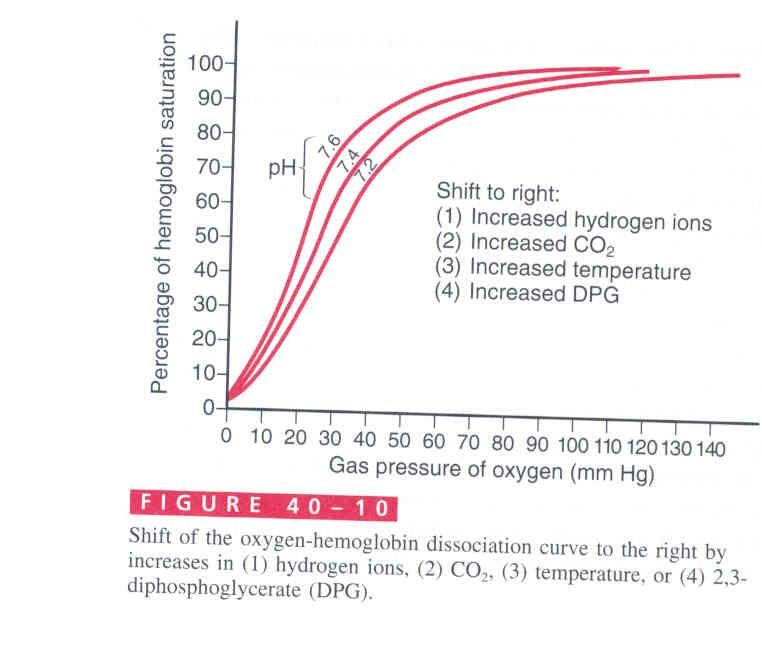 Percentage of hemoglobin saturation
100
90
80
70
60
50
40
30
20
10
0
pH
7.6
7.4
7.2
Shift to right:
(1) Increased hydrogen ions
(2) Increased CO₂
(3) Increased temperature
(4) Increased DPG
0 10 20 30 40 50 60 70 80 90 100 110 120 130 140
Gas pressure of oxygen (mm Hg)
FIGURE 40–10
Shift of the oxygen-hemoglobin dissociation curve to the right by
increases in (1) hydrogen ions, (2) CO₂, (3) temperature, or (4) 2,3-
diphosphoglycerate (DPG).